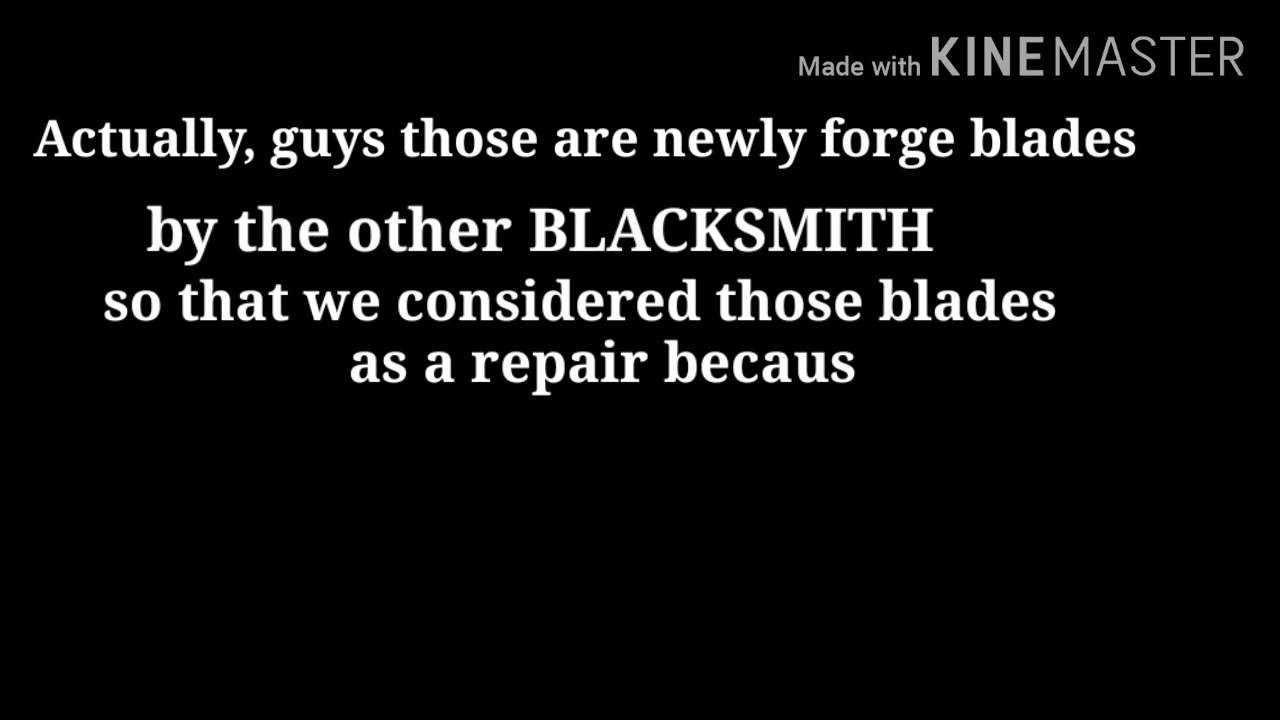 Made with KINEMASTER
Actually, guys those are newly forge blades
by the other BLACKSMITH
so that we considered those blades
as a repair becaus